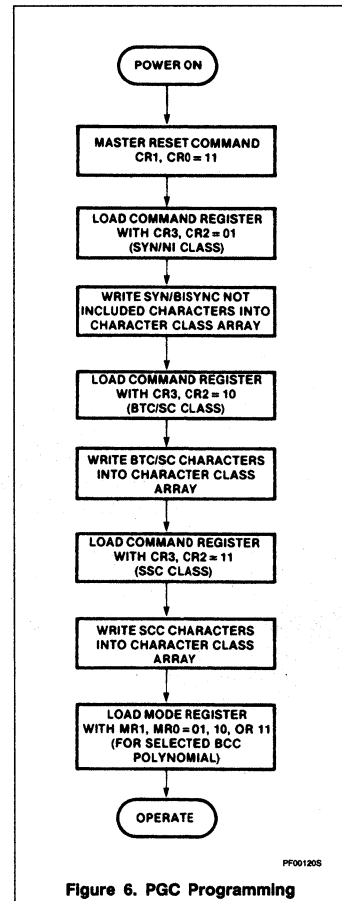 POWER ON
MASTER RESET COMMAND
CR1, CR0 = 11
LOAD COMMAND REGISTER
WITH CR3, CR2 = 01
(SYN/NI CLASS)
WRITE SYN/BISYNC NOT
INCLUDED CHARACTERS INTO
CHARACTER CLASS ARRAY
LOAD COMMAND REGISTER
WITH CR3, CR2 = 10
(BTC/SC CLASS)
WRITE BTC/SC CHARACTERS
INTO CHARACTER CLASS
ARRAY
LOAD COMMAND REGISTER
WITH CR3, CR2 = 11
(SSC CLASS)
WRITE SCC CHARACTERS
INTO CHARACTER CLASS
ARRAY
LOAD MODE REGISTER
WITH MR1, MR0 = 01, 10, OR 11
(FOR SELECTED BCC
POLYNOMIAL)
OPERATE
PF00120S
Figure 6. PGC Programming